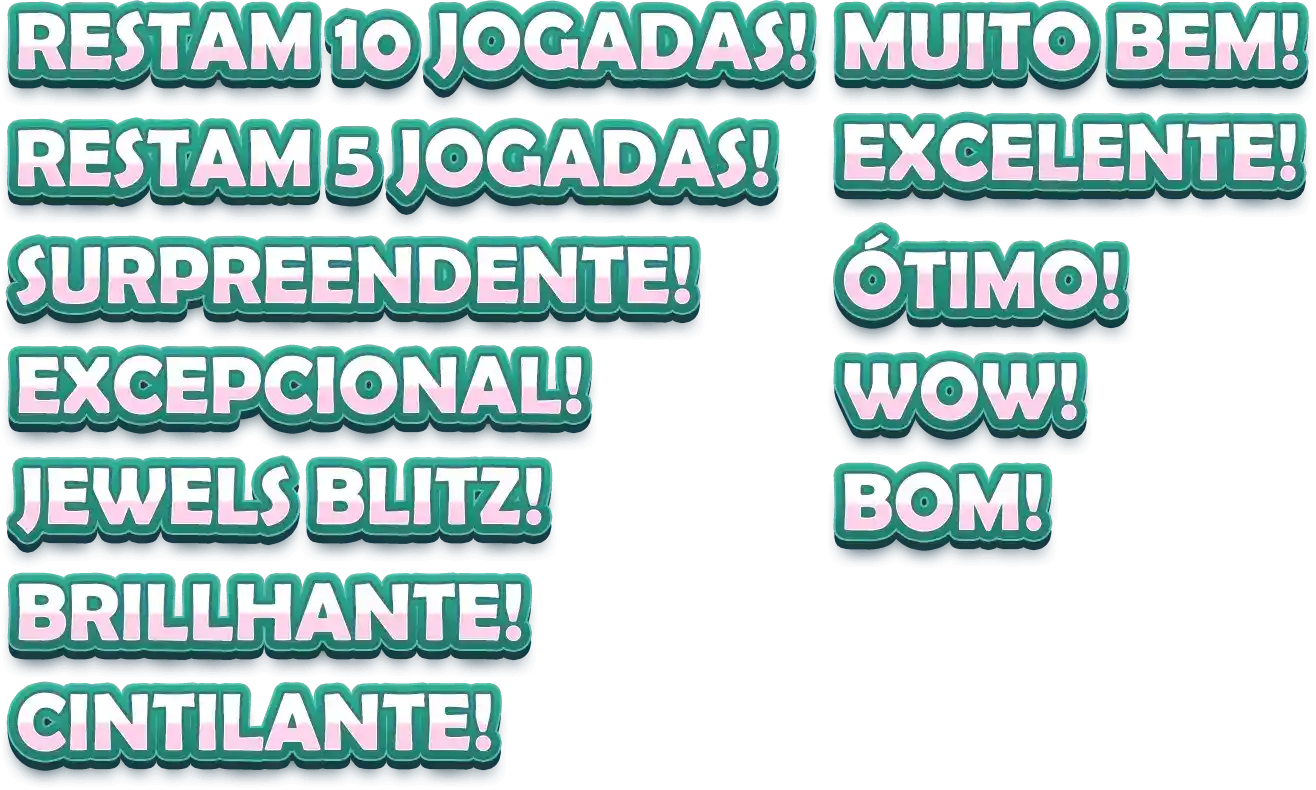 RESTAM 10 JOGADAS!
RESTAM 5 JOGADAS!
SURPREENDENTE!
EXCEPCIONAL!
JEWELS BLITZ!
BRILLHANTE!
CINTILANTE!
MUITO BEM!
EXCELENTE!
ÓTIMO!
WOW!
BOM!